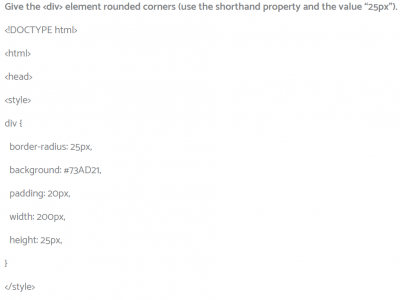 Give the <div> element rounded corners (use the shorthand property and the value “25px”).
<!DOCTYPE html>
<html>
<head>
<style>
div {
border-radius: 25px,
background: #73AD21,
padding: 20px,
width: 200px,
height: 25px,
}
</style>